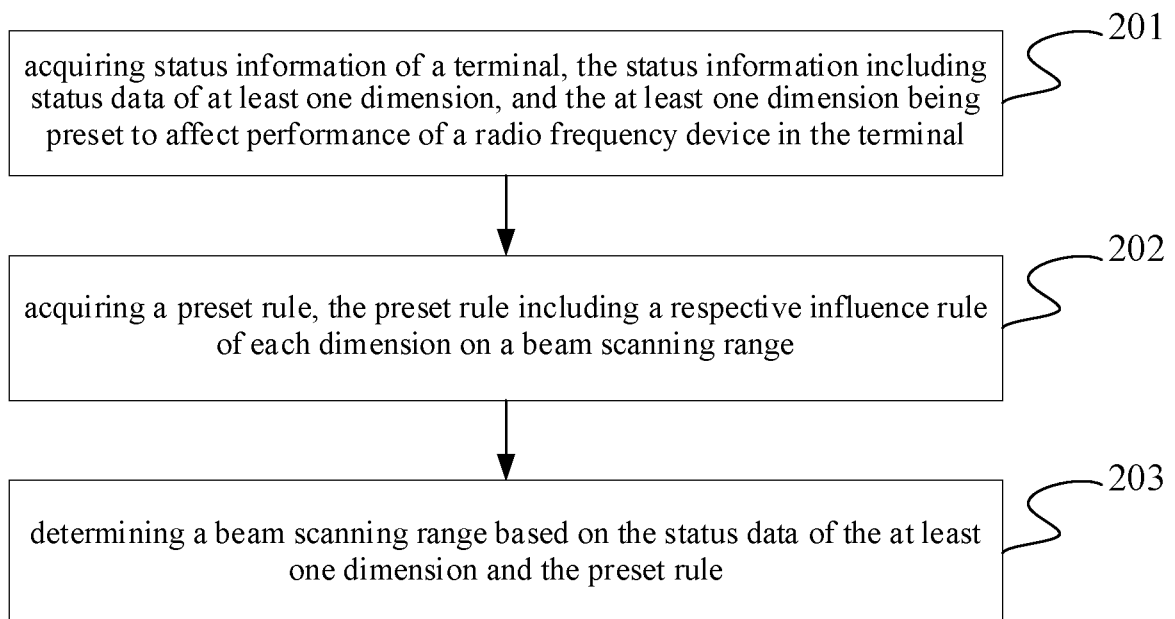 201
acquiring status information of a terminal, the status information including
status data of at least one dimension, and the at least one dimension being
preset to affect performance of a radio frequency device in the terminal
202
acquiring a preset rule, the preset rule including a respective influence rule
of each dimension on a beam scanning range
203
determining a beam scanning range based on the status data of the at least
one dimension and the preset rule